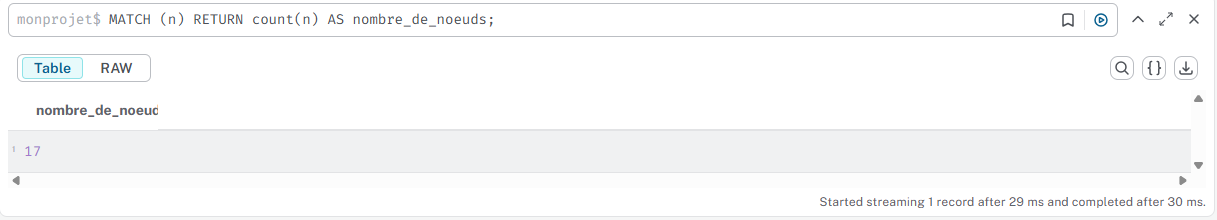 monprojet$ MATCH (n) RETURN count(n) AS nombre_de_noeuds;
Table RAW
nombre_de_noeud
1 17
Started streaming 1 record after 29 ms and completed after 30 ms.